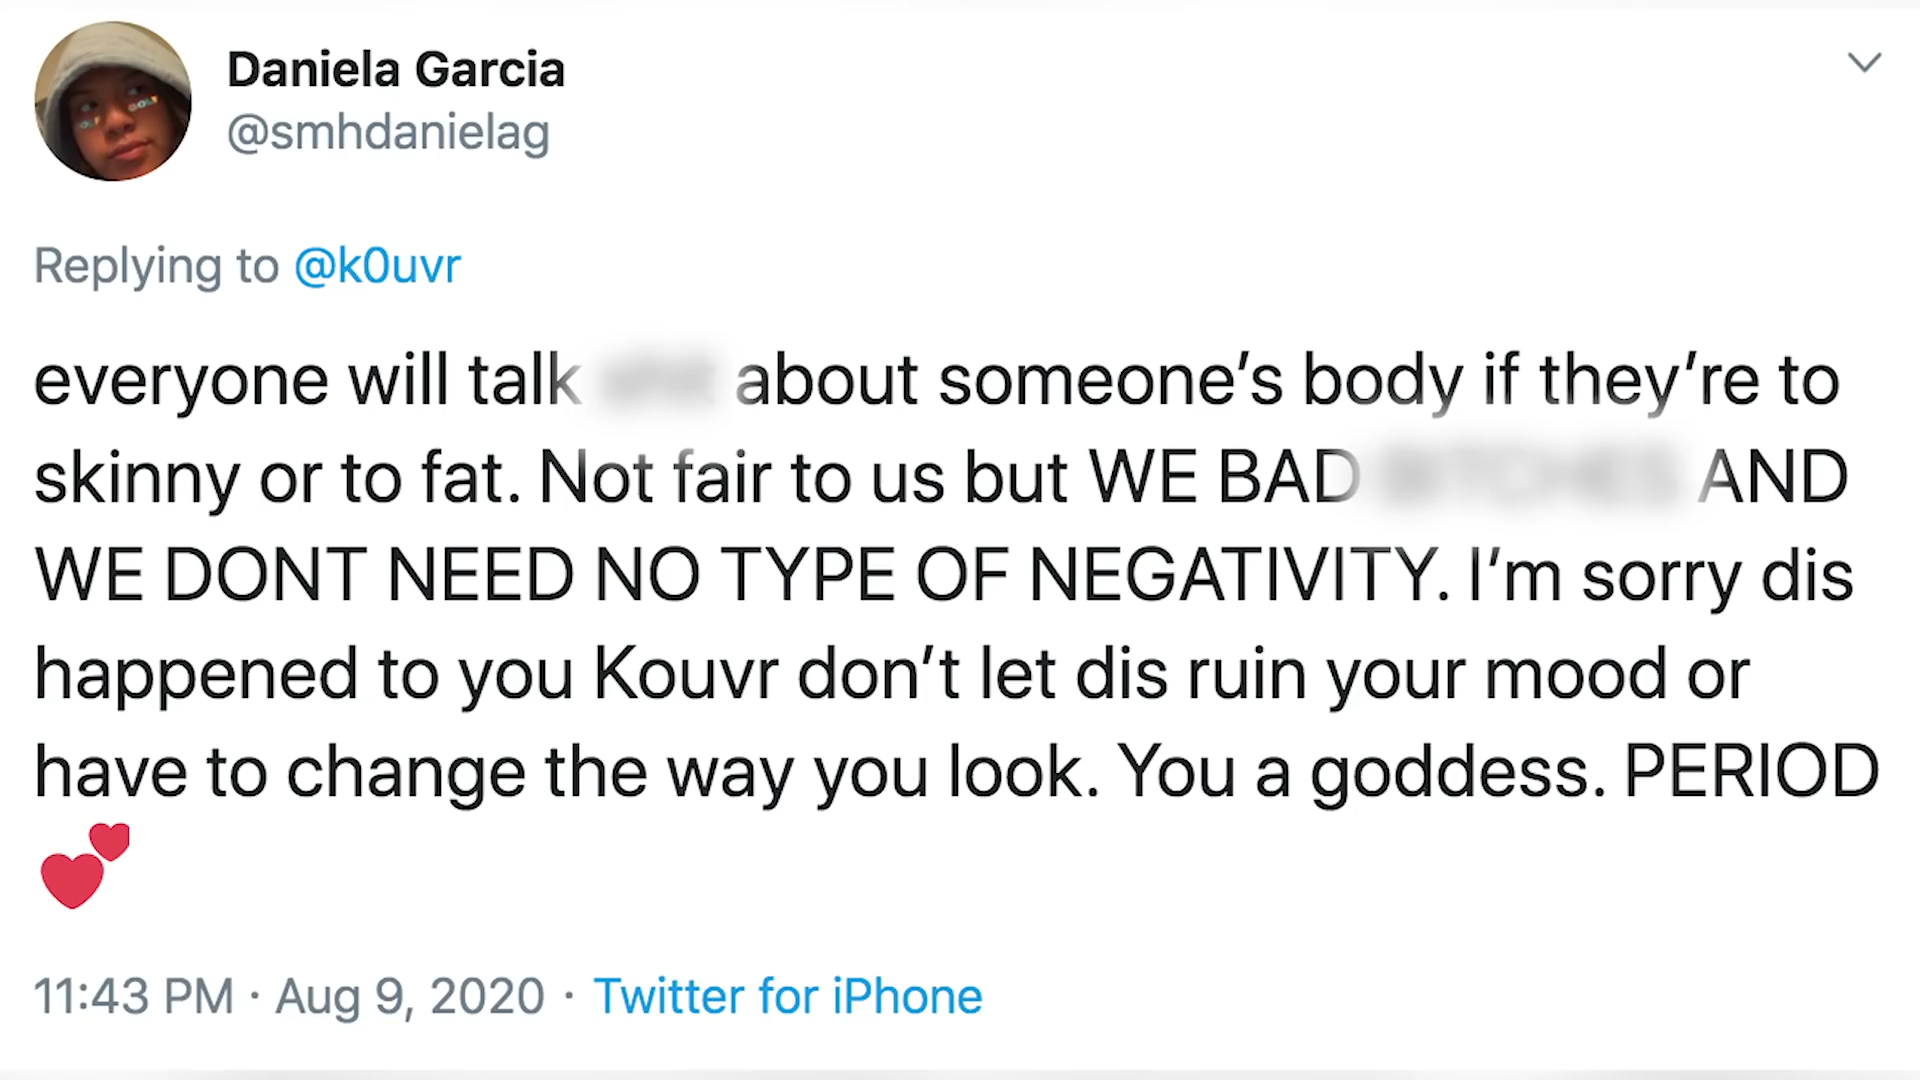 Daniela Garcia
@smhdanielag
Replying to @k0uvr
everyone will talk about someone's body if they're to
skinny or to fat. Not fair to us but WE BAD AND
WE DONT NEED NO TYPE OF NEGATIVITY. I'm sorry dis
happened to you Kouvr don't let dis ruin your mood or
have to change the way you look. You a goddess. PERIOD
💕
11:43 PM · Aug 9, 2020 · Twitter for iPhone